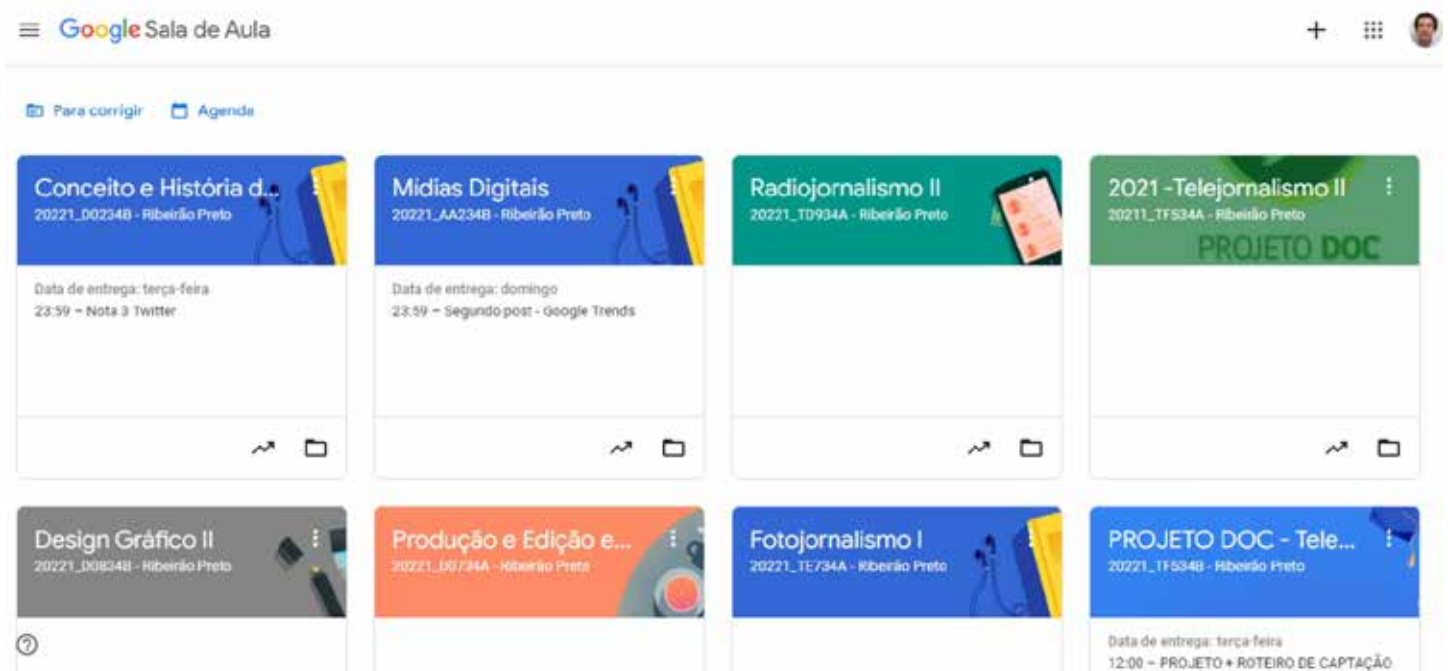 Google Sala de Aula
Para corrigir Agenda
Conceito e História d...
20221_D0234B - Ribeirão Preto
Data de entrega: terça-feira
23:59 – Nota 3 Twitter
Mídias Digitais
20221_AA234B - Ribeirão Preto
Data de entrega: domingo
23:59 – Segundo post - Google Trends
Radiojornalismo II
20221_TD934A - Ribeirão Preto
2021 -Telejornalismo II
20211_TF534A - Ribeirão Preto
PROJETO DOC
Design Gráfico II
20221_D0834B - Ribeirão Preto
Produção e Edição e...
20221_D0734A - Ribeirão Preto
Fotojornalismo I
20221_TE734A - Ribeirão Preto
PROJETO DOC - Tele...
20221_TF534B - Ribeirão Preto
Data de entrega: terça-feira
12:00 – PROJETO + ROTEIRO DE CAPTAÇÃO